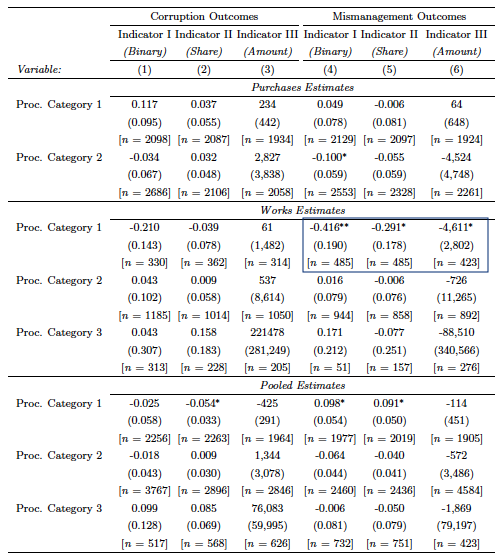 Corruption Outcomes Mismanagement Outcomes
Indicator I Indicator II Indicator III Indicator I Indicator II Indicator III
(Binary) (Share) (Amount) (Binary) (Share) (Amount)
Variable: (1) (2) (3) (4) (5) (6)
Purchases Estimates
Proc. Category 1 0.117 0.037 234 0.049 -0.006 64
(0.095) (0.055) (442) (0.078) (0.081) (648)
[n = 2098] [n = 2087] [n = 1934] [n = 2129] [n = 2097] [n = 1924]
Proc. Category 2 -0.034 0.032 2,827 -0.100* -0.055 -4,524
(0.067) (0.048) (3,838) (0.059) (0.059) (4,748)
[n = 2686] [n = 2106] [n = 2058] [n = 2553] [n = 2328] [n = 2261]
Works Estimates
Proc. Category 1 -0.210 -0.039 61 -0.416** -0.291* -4,611*
(0.143) (0.078) (1,482) (0.190) (0.178) (2,802)
[n = 330] [n = 362] [n = 314] [n = 485] [n = 485] [n = 423]
Proc. Category 2 0.043 0.009 537 0.016 -0.006 -726
(0.102) (0.058) (8,614) (0.079) (0.076) (11,265)
[n = 1185] [n = 1014] [n = 1050] [n = 944] [n = 858] [n = 892]
Proc. Category 3 0.043 0.158 221478 0.171 -0.077 -88,510
(0.307) (0.183) (281,249) (0.212) (0.251) (340,566)
[n = 313] [n = 228] [n = 205] [n = 51] [n = 157] [n = 276]
Pooled Estimates
Proc. Category 1 -0.025 -0.054* -425 0.098* 0.091* -114
(0.058) (0.033) (291) (0.054) (0.050) (451)
[n = 2256] [n = 2263] [n = 1964] [n = 1977] [n = 2019] [n = 1905]
Proc. Category 2 -0.018 0.009 1,344 -0.064 -0.040 -572
(0.043) (0.030) (3,078) (0.044) (0.041) (3,486)
[n = 3767] [n = 2896] [n = 2846] [n = 2460] [n = 2436] [n = 4584]
Proc. Category 3 0.099 0.085 76,083 -0.006 -0.050 -1,869
(0.128) (0.069) (59,995) (0.081) (0.079) (79,197)
[n = 517] [n = 568] [n = 626] [n = 732] [n = 751] [n = 423]